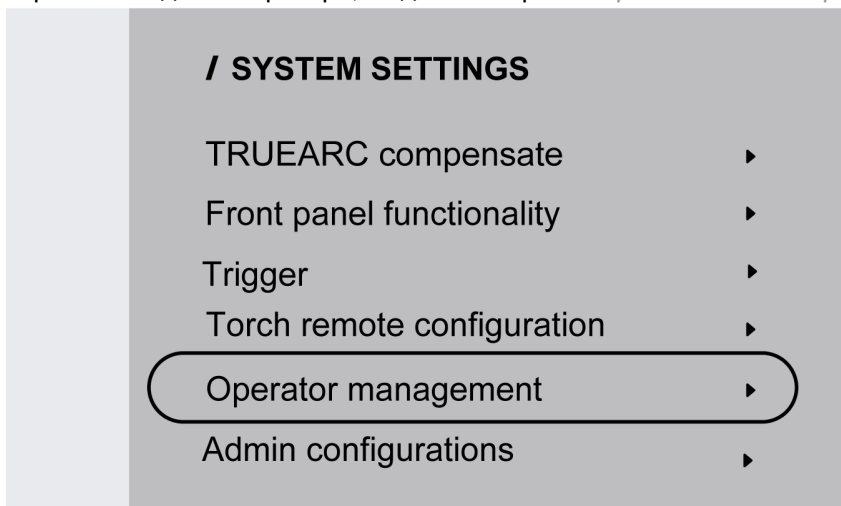 / SYSTEM SETTINGS
TRUEARC compensate
Front panel functionality
Trigger
Torch remote configuration
Operator management
Admin configurations